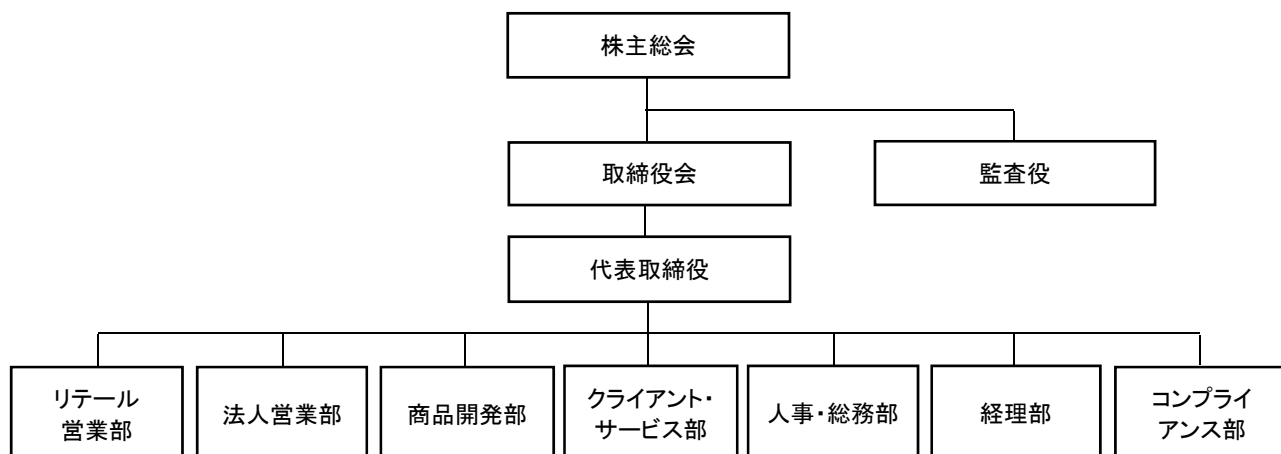 株主総会
取締役会
監査役
代表取締役
リテール
営業部
法人営業部
商品開発部
クライアント・
サービス部
人事・総務部
経理部
コンプライ
アンス部